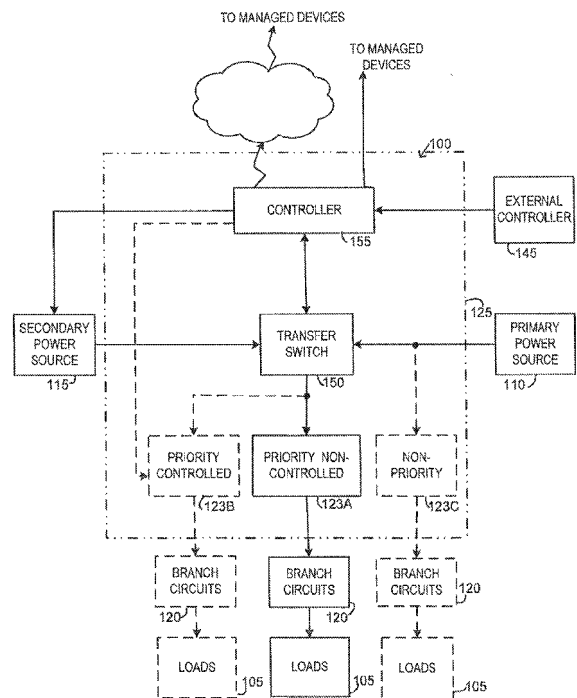 TO MANAGED DEVICES
TO MANAGED
DEVICES
100
CONTROLLER
155
EXTERNAL
CONTROLLER
145
125
SECONDARY
POWER
SOURCE
115
TRANSFER
SWITCH
150
PRIMARY
POWER
SOURCE
110
PRIORITY
CONTROLLED
123B
PRIORITY NON-
CONTROLLED
123A
NON-
PRIORITY
123C
BRANCH
CIRCUITS
120
BRANCH
CIRCUITS
120
BRANCH
CIRCUITS
120
LOADS
105
LOADS
105
LOADS
105